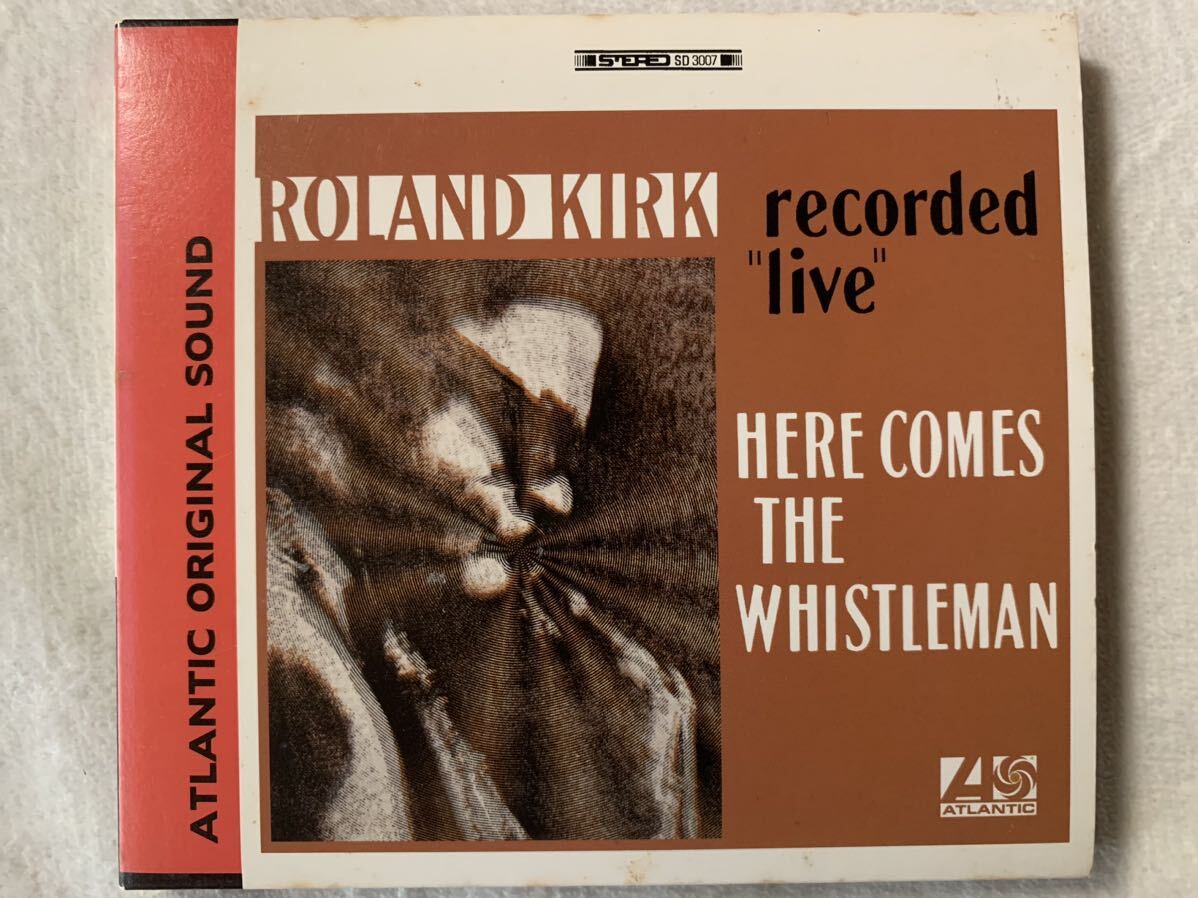 STEREO SD 3007
ROLAND KIRK
recorded
"live"
HERE COMES
THE
WHISTLEMAN
ATLANTIC
ATLANTIC ORIGINAL SOUND